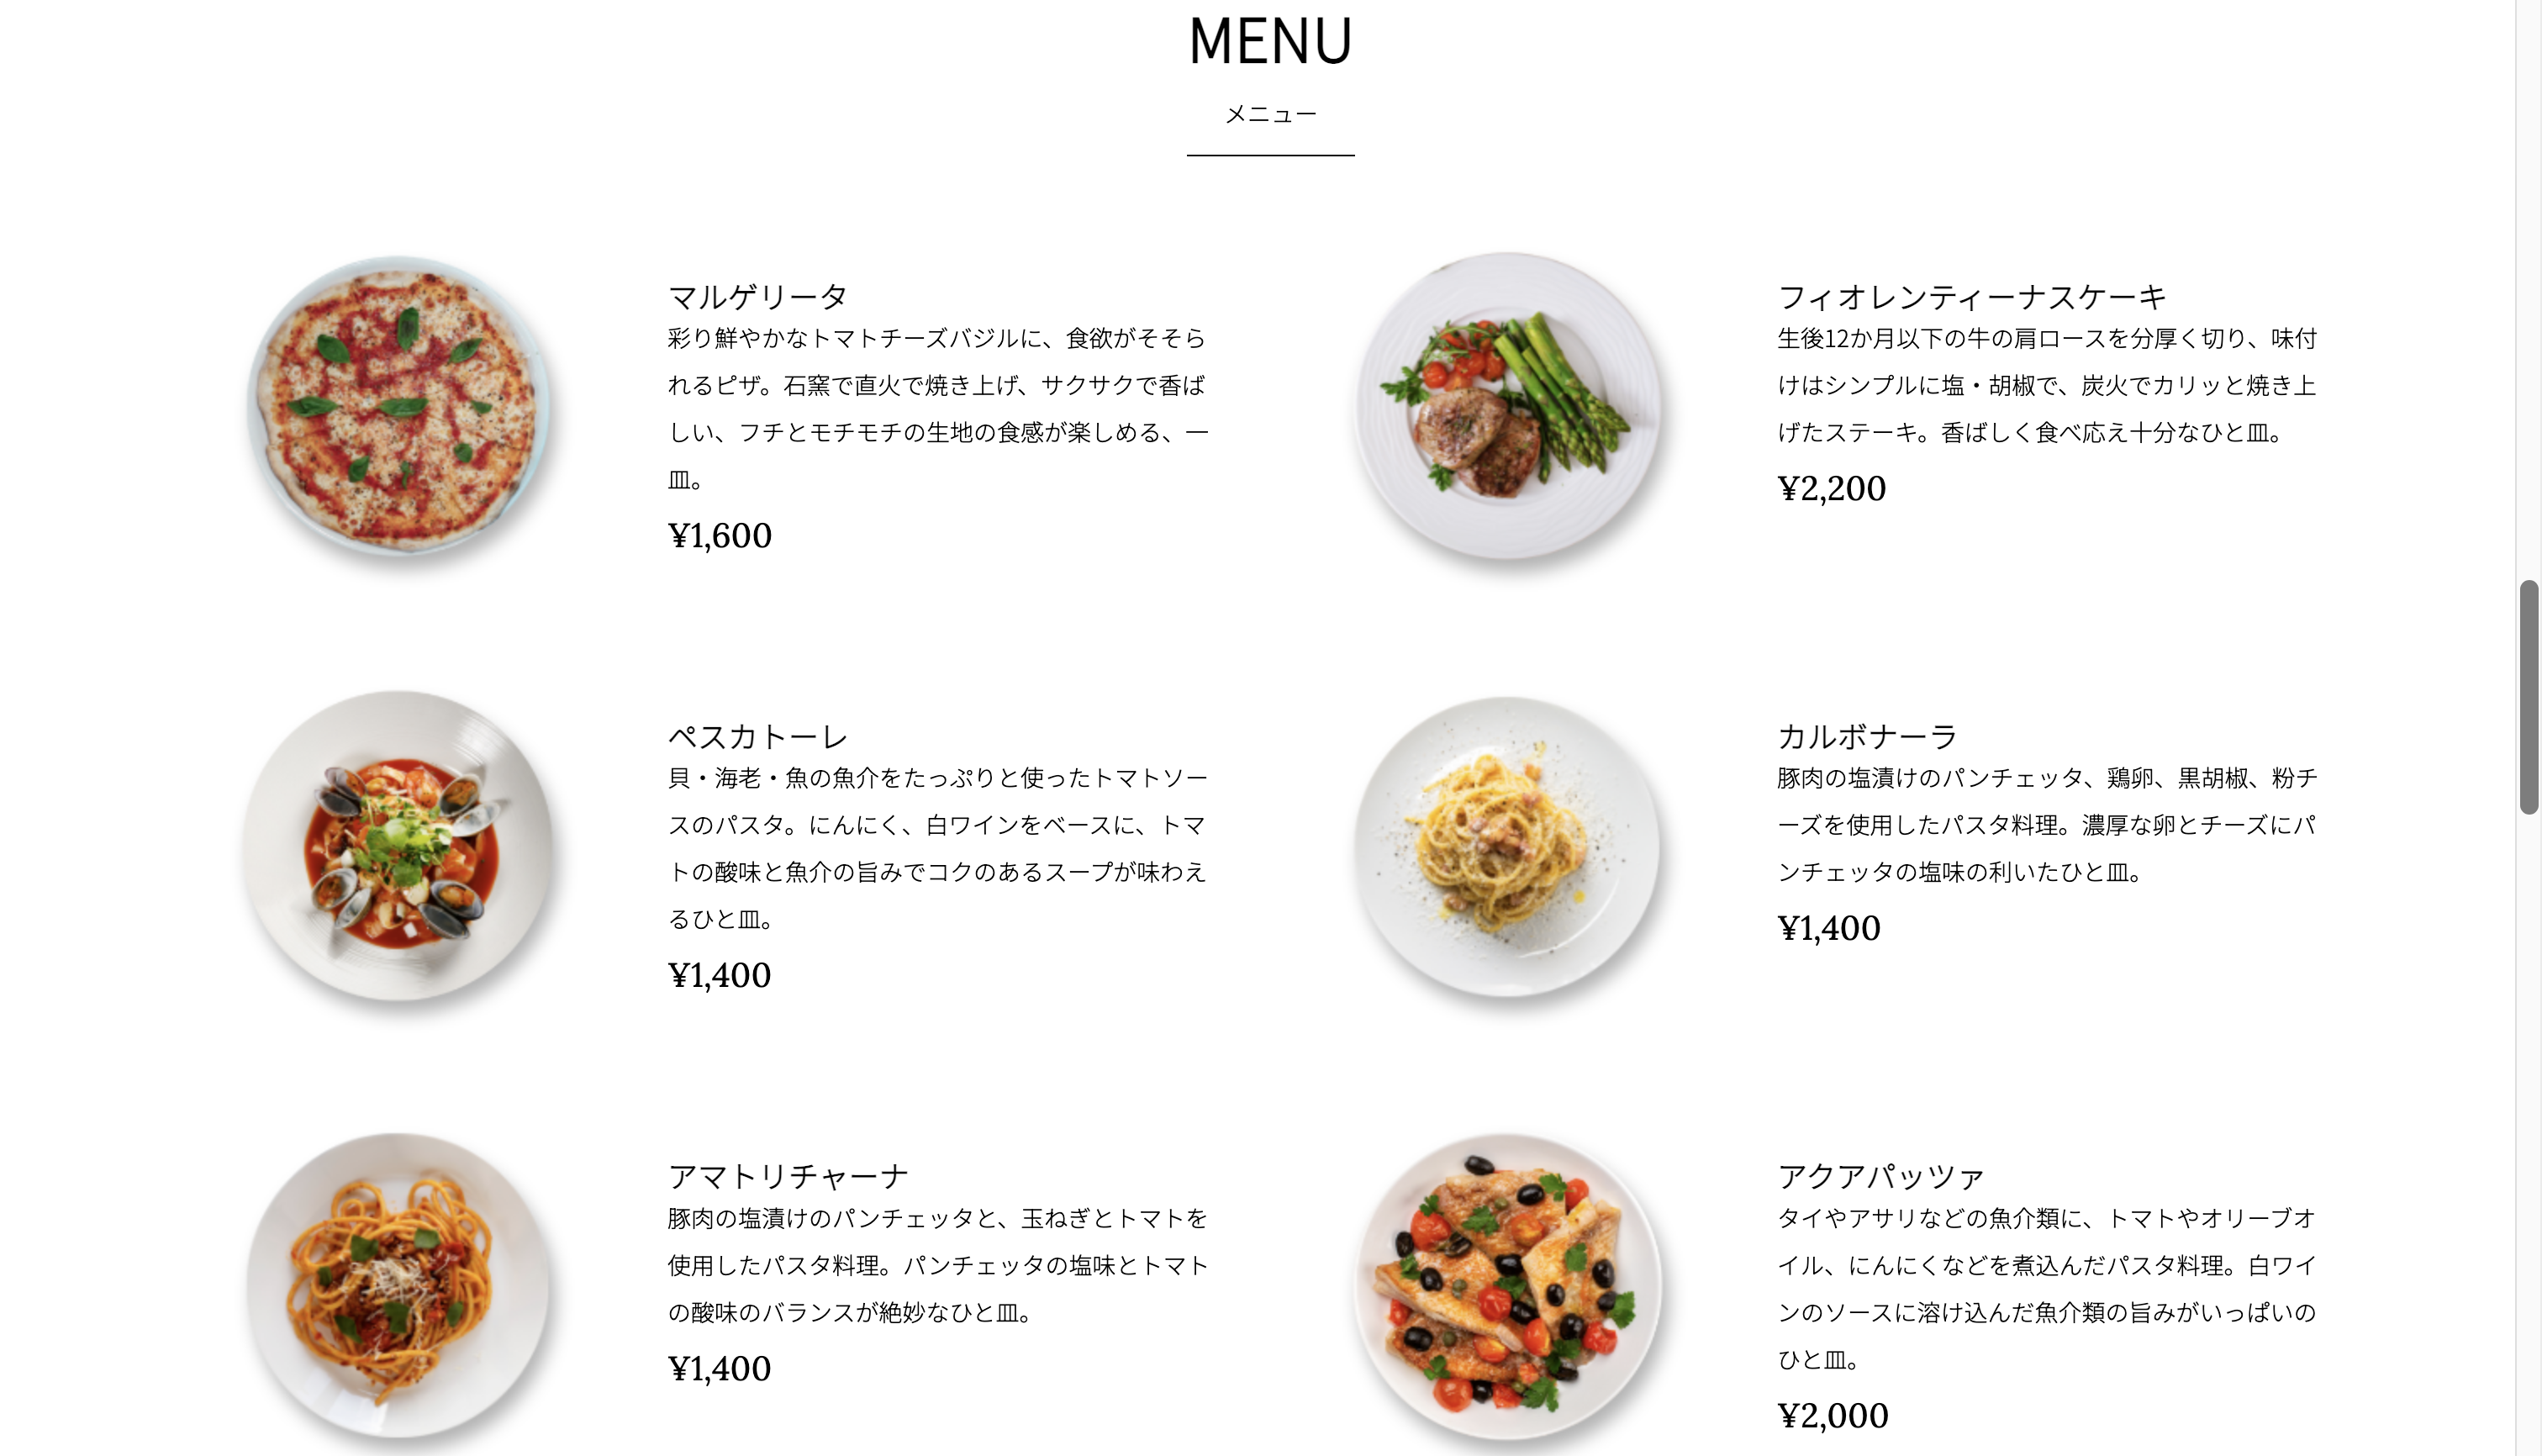 MENU
メニュー
マルゲリータ
彩り鮮やかなトマトチーズバジルに、食欲がそそら
れるピザ。石窯で直火で焼き上げ、サクサクで香ば
しい、フチとモチモチの生地の食感が楽しめる、一
皿。
¥1,600
フィオレンティーナスケーキ
生後12か月以下の牛の肩ロースを分厚く切り、味付
けはシンプルに塩・胡椒で、炭火でカリッと焼き上
げたステーキ。香ばしく食べ応え十分なひと皿。
¥2,200
ペスカトーレ
貝・海老・魚の魚介をたっぷりと使ったトマトソー
スのパスタ。にんにく、白ワインをベースに、トマ
トの酸味と魚介の旨みでコクのあるスープが味わえ
るひと皿。
¥1,400
カルボナーラ
豚肉の塩漬けのパンチェッタ、鶏卵、黒胡椒、粉チ
ーズを使用したパスタ料理。濃厚な卵とチーズにパ
ンチェッタの塩味の利いたひと皿。
¥1,400
アマトリチャーナ
豚肉の塩漬けのパンチェッタと、玉ねぎとトマトを
使用したパスタ料理。パンチェッタの塩味とトマト
の酸味のバランスが絶妙なひと皿。
¥1,400
アクアパッツァ
タイやアサリなどの魚介類に、トマトやオリーブオ
イル、にんにくなどを煮込んだパスタ料理。白ワイ
ンのソースに溶け込んだ魚介類の旨みがいっぱいの
ひと皿。
¥2,000